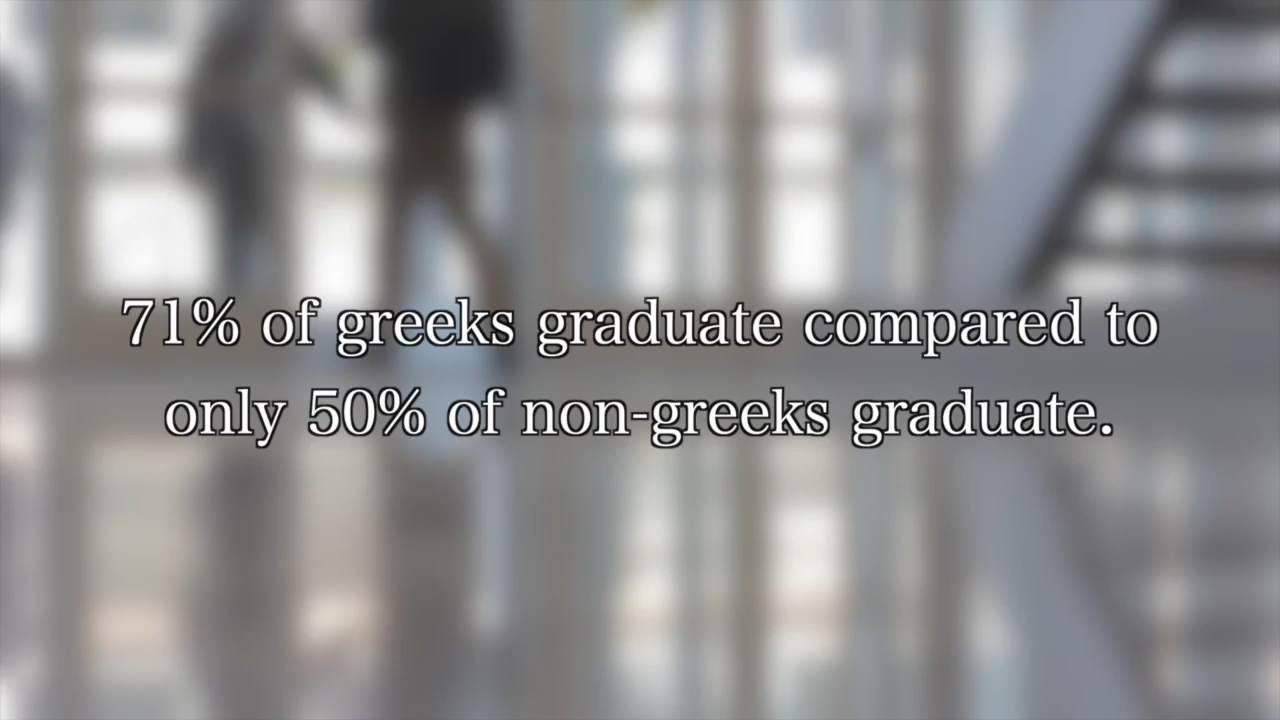 71% of greeks graduate compared to
only 50% of non-greeks graduate.